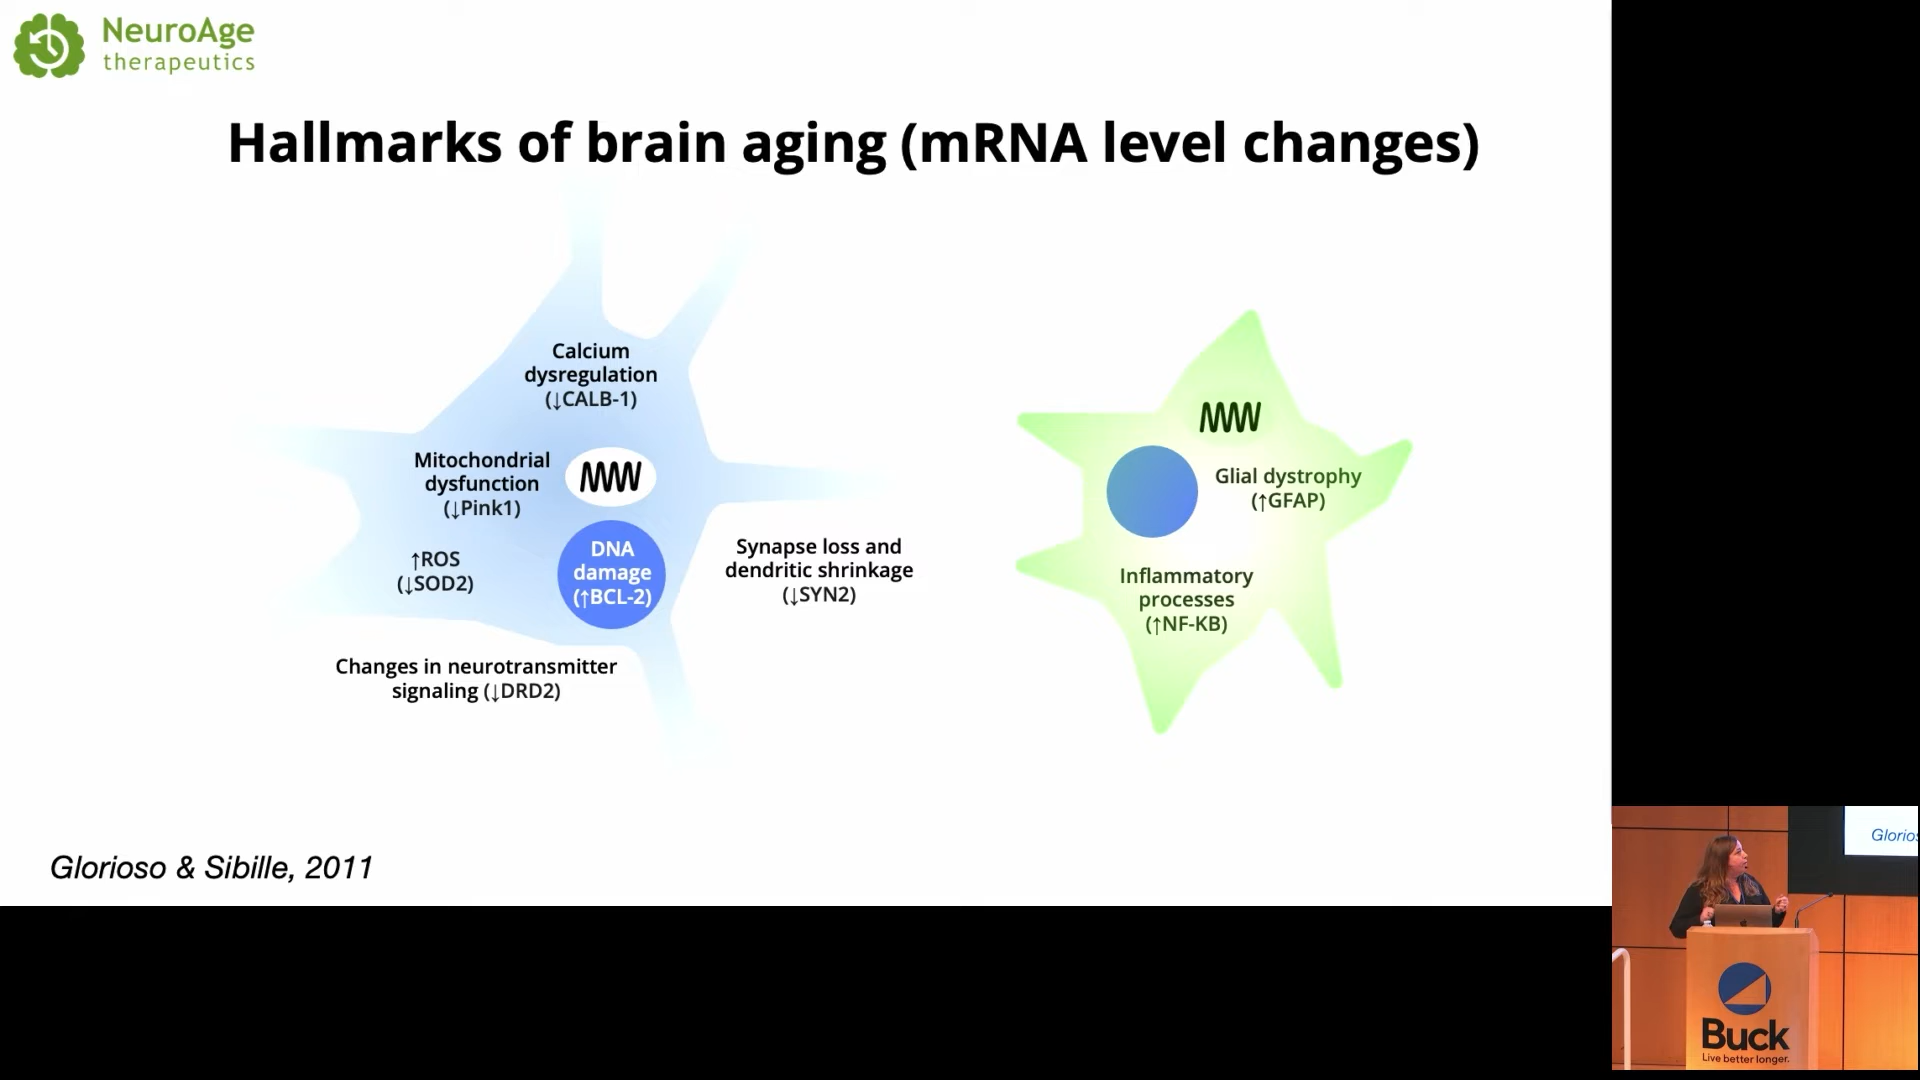 NeuroAge
therapeutics
Hallmarks of brain aging (mRNA level changes)
Calcium
dysregulation
(↓CALB-1)
Mitochondrial
dysfunction
(↓Pink1)
↑ROS
(↓SOD2)
DNA
damage
(↑BCL-2)
Synapse loss and
dendritic shrinkage
(↓SYN2)
Changes in neurotransmitter
signaling (↓DRD2)
Glial dystrophy
(↑GFAP)
Inflammatory
processes
(↑NF-KB)
Glorioso & Sibille, 2011
Glorios
Buck
Live better longer.